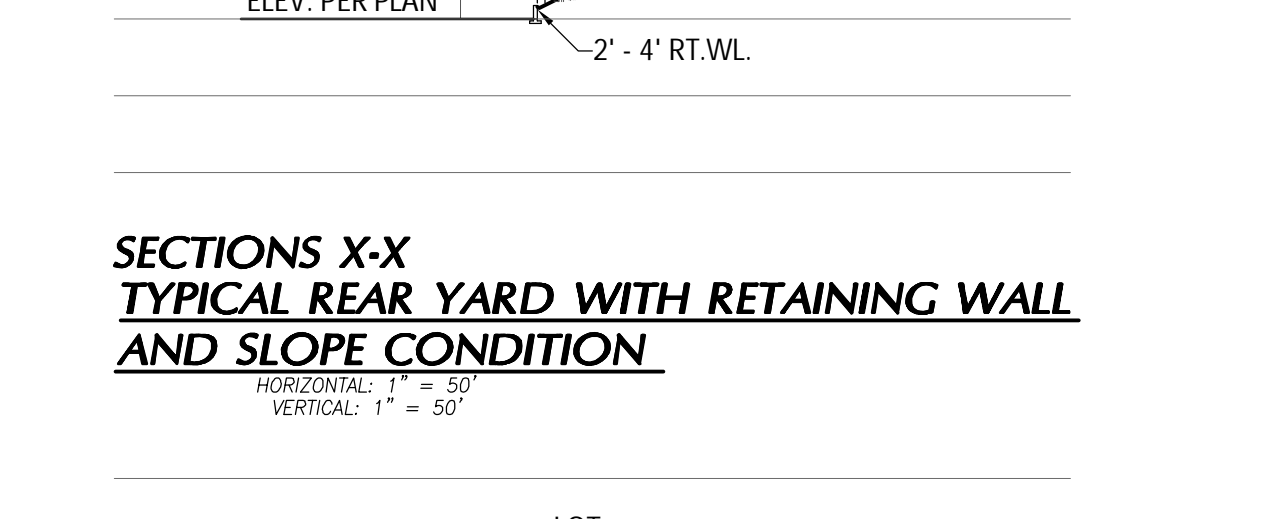 ELEV. PER PLAN
2' - 4' RT.WL.
SECTIONS X-X
TYPICAL REAR YARD WITH RETAINING WALL
AND SLOPE CONDITION
HORIZONTAL: 1" = 50'
VERTICAL: 1" = 50'
LOT